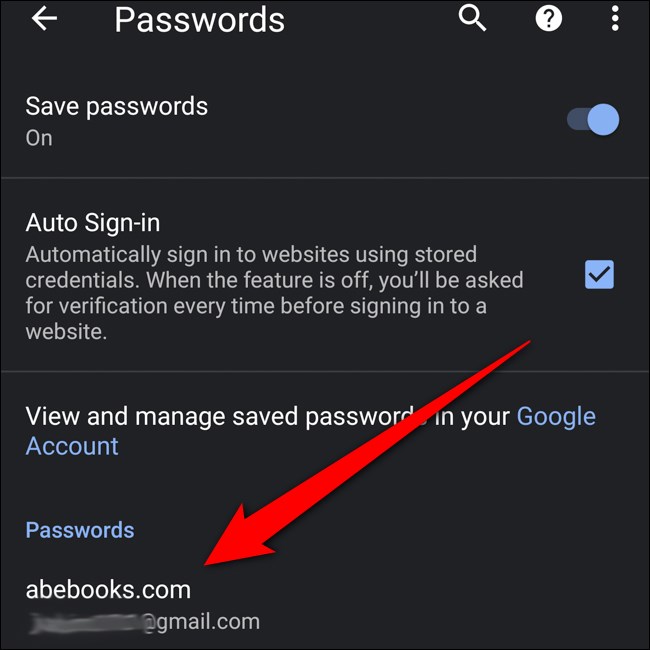 Passwords
Save passwords
On
Auto Sign-in
Automatically sign in to websites using stored
credentials. When the feature is off, you’ll be asked
for verification every time before signing in to a
website.
View and manage saved passwords in your Google
Account
Passwords
abebooks.com
@gmail.com